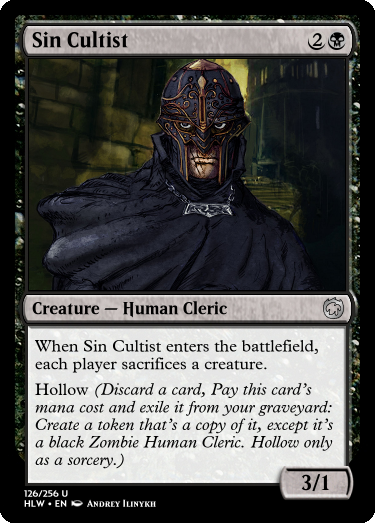 Sin Cultist 2
Creature — Human Cleric
When Sin Cultist enters the battlefield,
each player sacrifices a creature.
Hollow (Discard a card, Pay this card's
mana cost and exile it from your graveyard:
Create a token that's a copy of it, except it's
a black Zombie Human Cleric. Hollow only
as a sorcery.)
3/1
126/256 U
HLW • EN Andrey Ilinykh